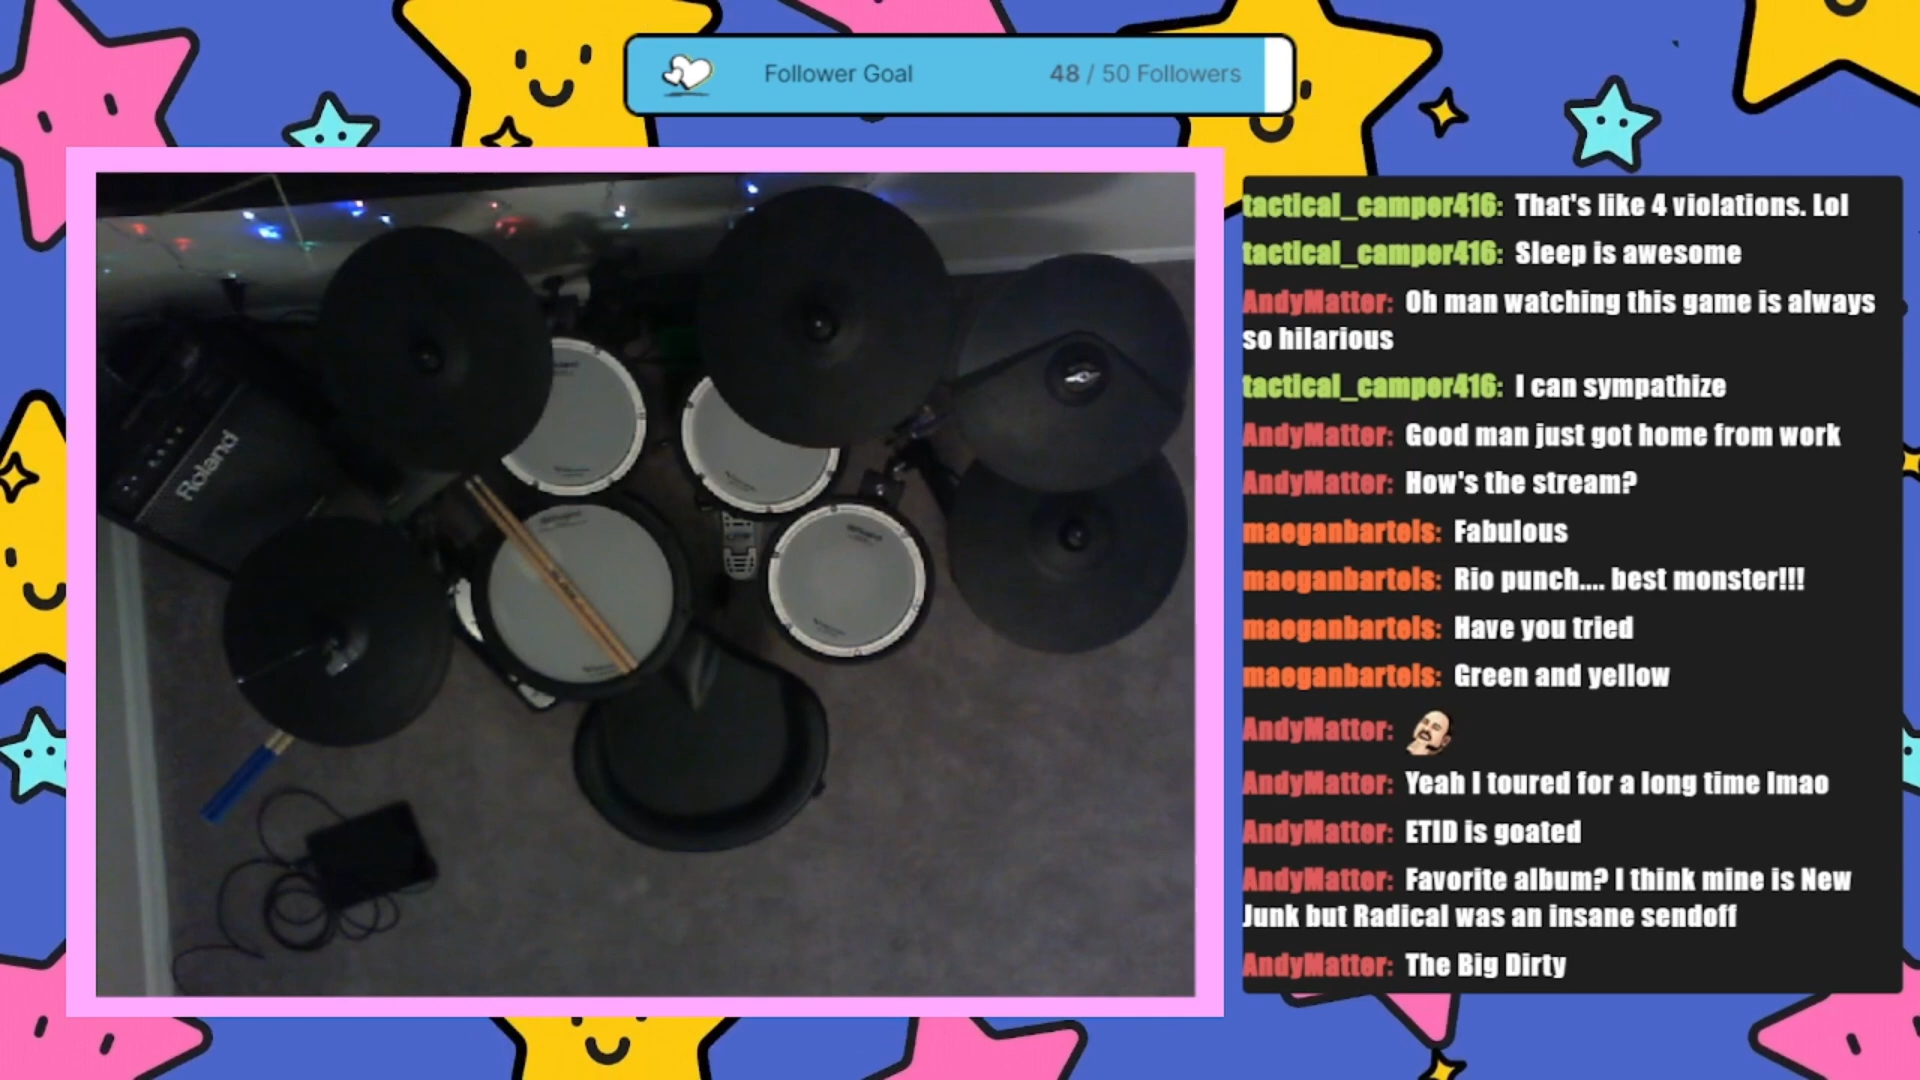 Follower Goal 48 / 50 Followers
Roland
tactical_camper416: That's like 4 violations. Lol
tactical_camper416: Sleep is awesome
AndyMatter: Oh man watching this game is always
so hilarious
tactical_camper416: I can sympathize
AndyMatter: Good man just got home from work
AndyMatter: How's the stream?
maeganbartels: Fabulous
maeganbartels: Rio punch.... best monster!!!
maeganbartels: Have you tried
maeganbartels: Green and yellow
AndyMatter:
AndyMatter: Yeah I toured for a long time lmao
AndyMatter: ETID is goated
AndyMatter: Favorite album? I think mine is New
Junk but Radical was an insane sendoff
AndyMatter: The Big Dirty